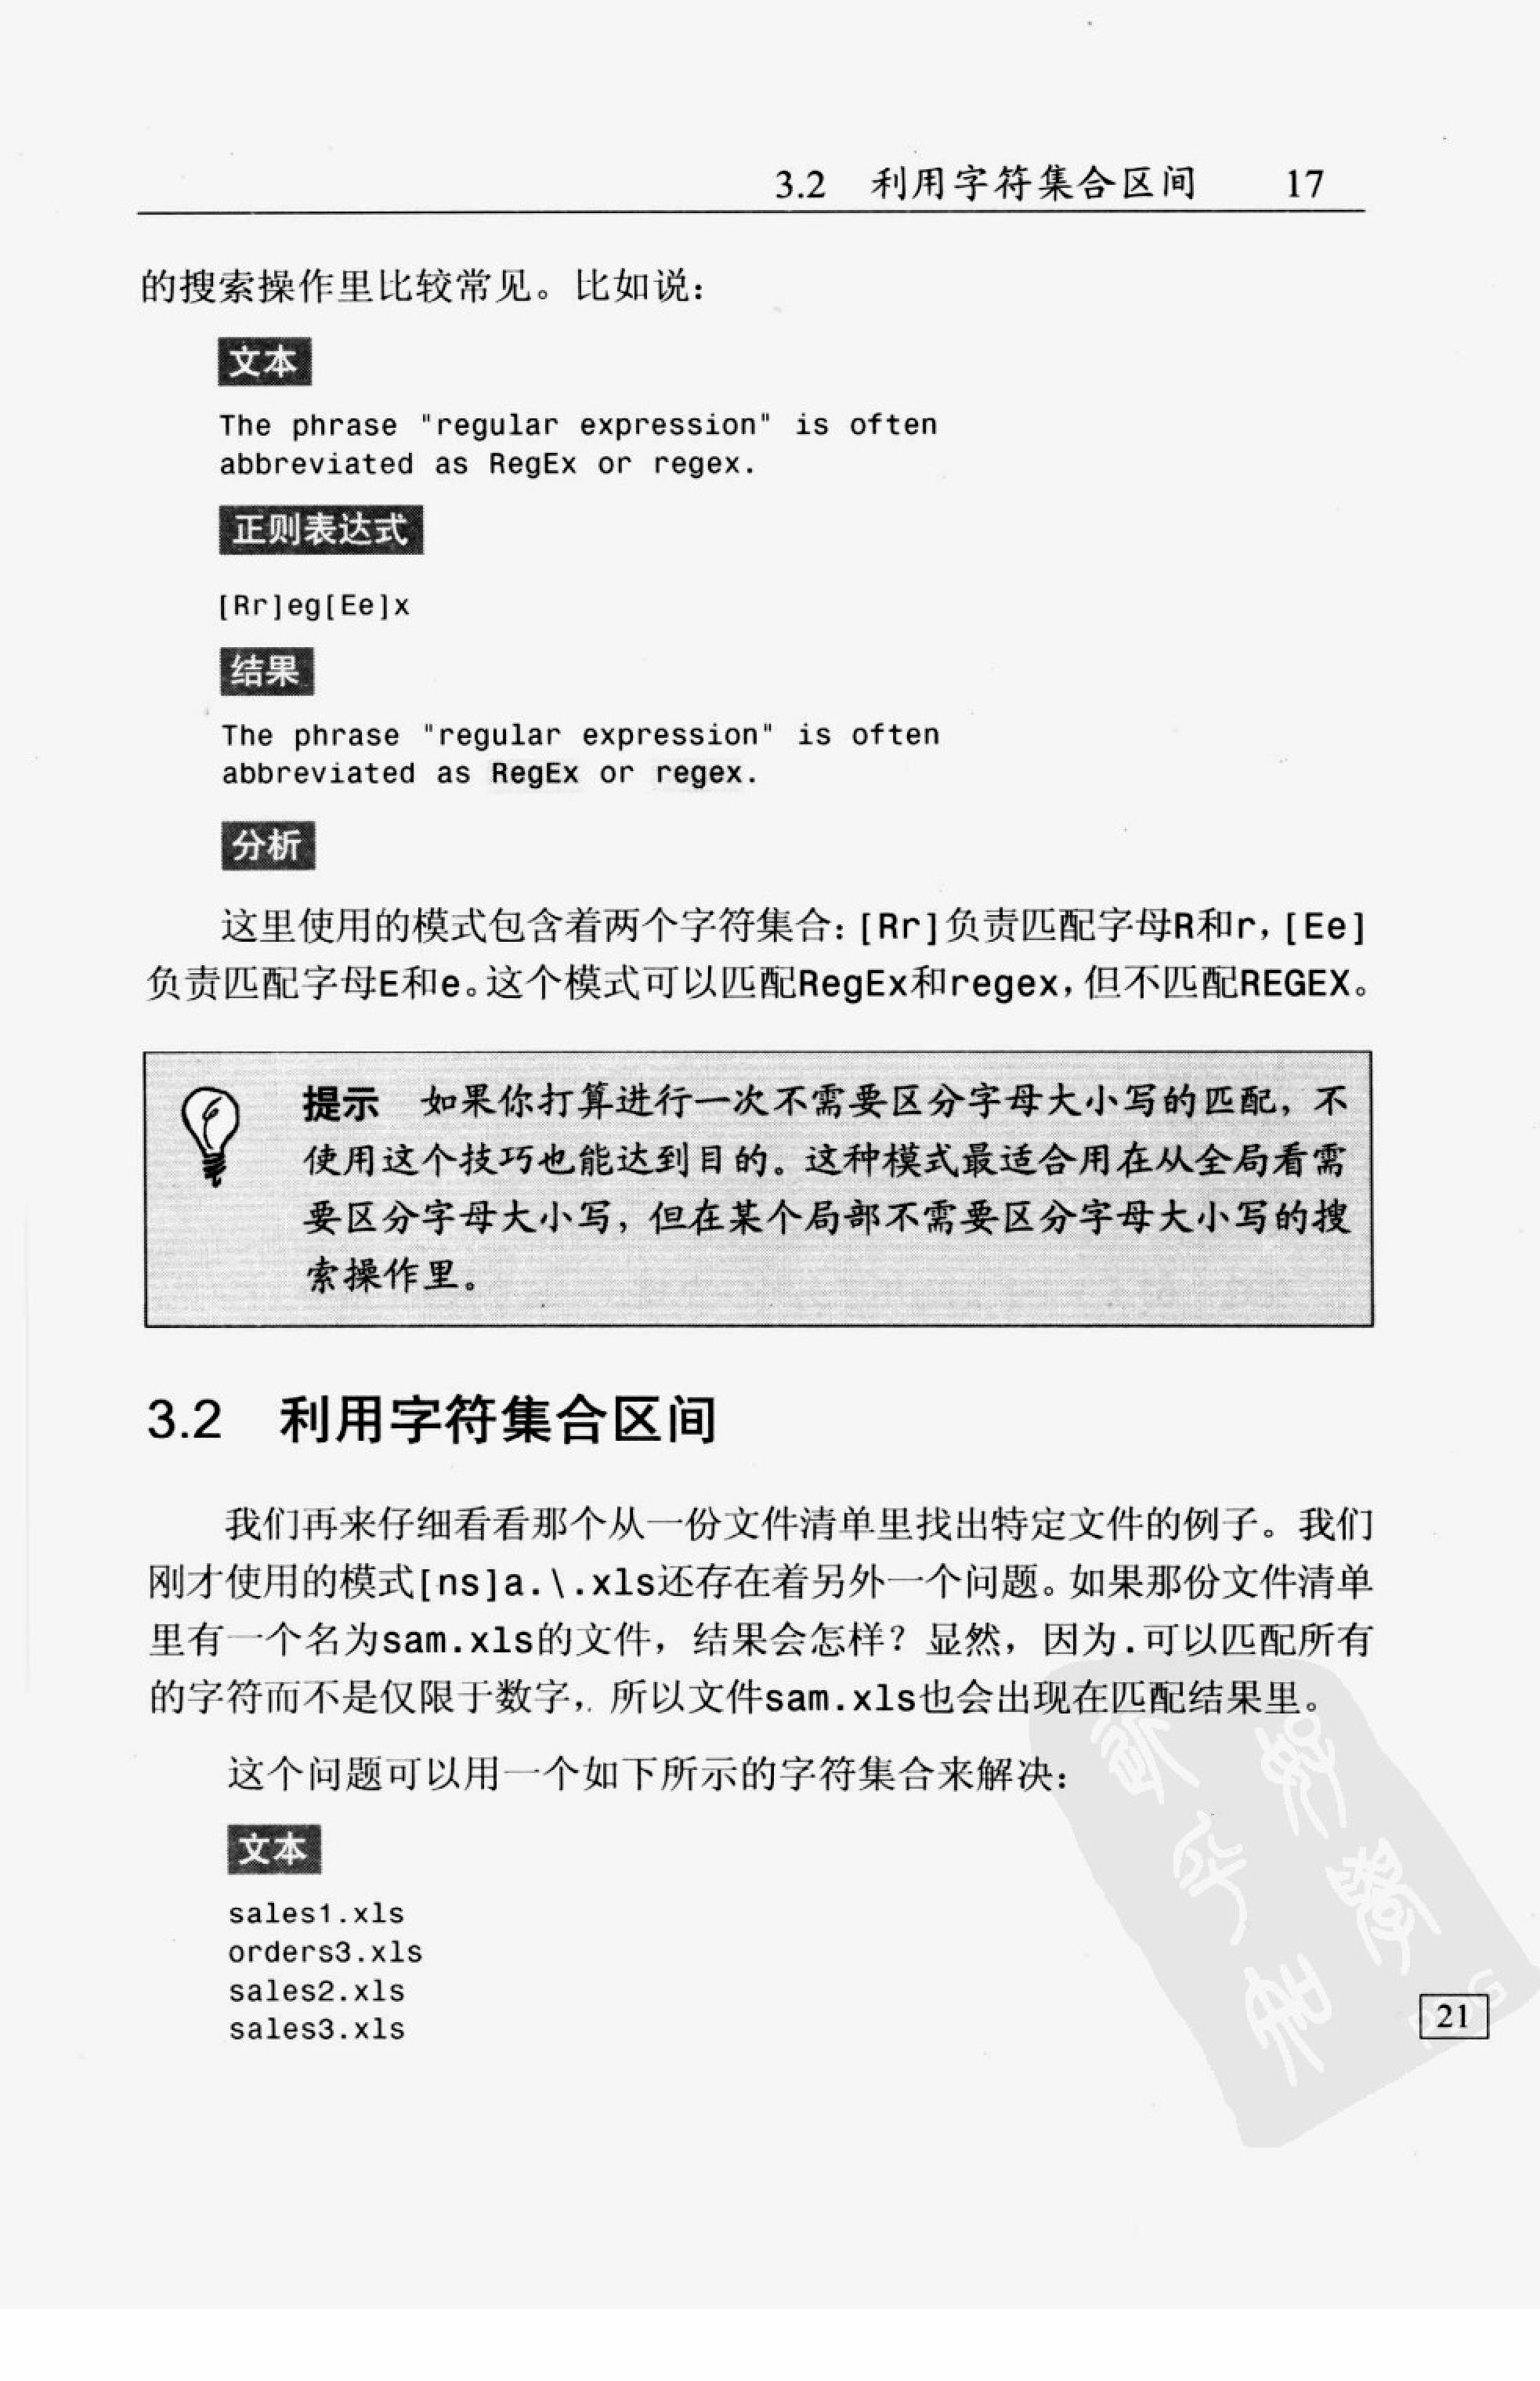 3.2 利用字符集合区间 17
的搜索操作里比较常见。比如说：
文本
The phrase "regular expression" is often
abbreviated as RegEx or regex.
正则表达式
[Rr]eg[Ee]x
结果
The phrase "regular expression" is often
abbreviated as RegEx or regex.
分析
这里使用的模式包含着两个字符集合：[Rr]负责匹配字母R和r，[Ee]
负责匹配字母E和e。这个模式可以匹配RegEx和regex，但不匹配REGEX。
提示 如果你打算进行一次不需要区分字母大小写的匹配，不
使用这个技巧也能达到目的。这种模式最适合用在从全局看需
要区分字母大小写，但在某个局部不需要区分字母大小写的搜
索操作里。
3.2 利用字符集合区间
我们再来仔细看看那个从一份文件清单里找出特定文件的例子。我们
刚才使用的模式[ns]a.\.xls还存在着另外一个问题。如果那份文件清单
里有一个名为sam.xls的文件，结果会怎样？显然，因为.可以匹配所有
的字符而不是仅限于数字，所以文件sam.xls也会出现在匹配结果里。
这个问题可以用一个如下所示的字符集合来解决：
文本
sales1.xls
orders3.xls
sales2.xls
sales3.xls
21